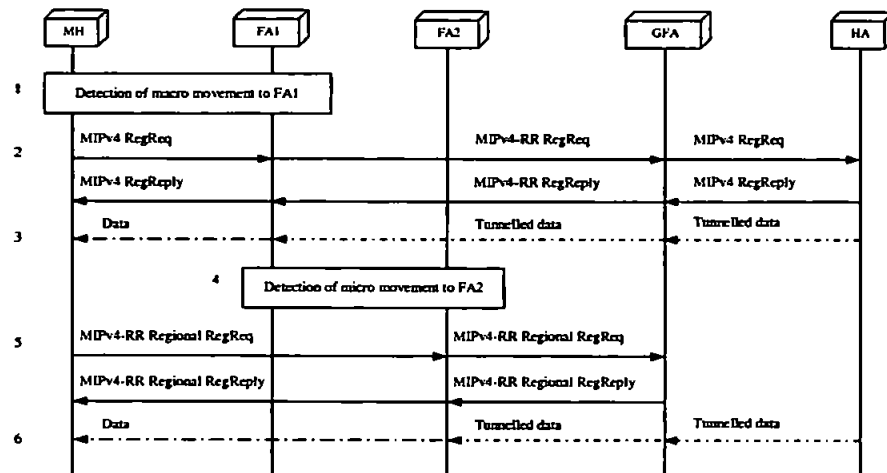 MH FA1 FA2 GFA HA
1 Detection of macro movement to FA1
MIPv4 RegReq MIPv4-RR RegReq MIPv4 RegReq
2
MIPv4 RegReply MIPv4-RR RegReply MIPv4 RegReply
Data Tunnelled data Tunnelled data
3
4
Detection of micro movement to FA2
MIPv4-RR Regional RegReq MIPv4-RR Regional RegReq
5
MIPv4-RR Regional RegReply MIPv4-RR Regional RegReply
Data Tunnelled data Tunnelled data
6